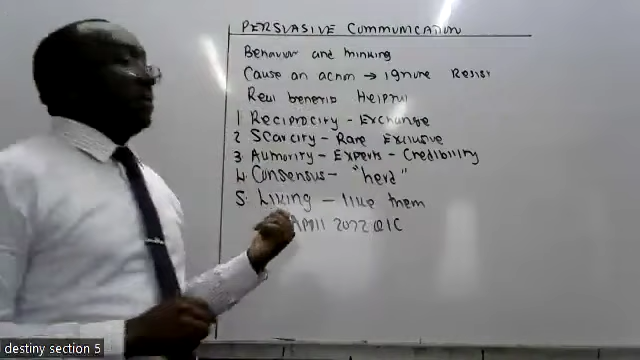 PERSUASIVE COMMUNICATION
Behavior and thinking
Cause an action → ignore Resist
Real benefits Helpful
1 Reciprocity - Exchange
2 Scarcity - Rare Exclusive
3 Authority - Experts - Credibility
4. Consensus - "herd"
5. Liking - like them
April 2022 @IC
destiny section 5